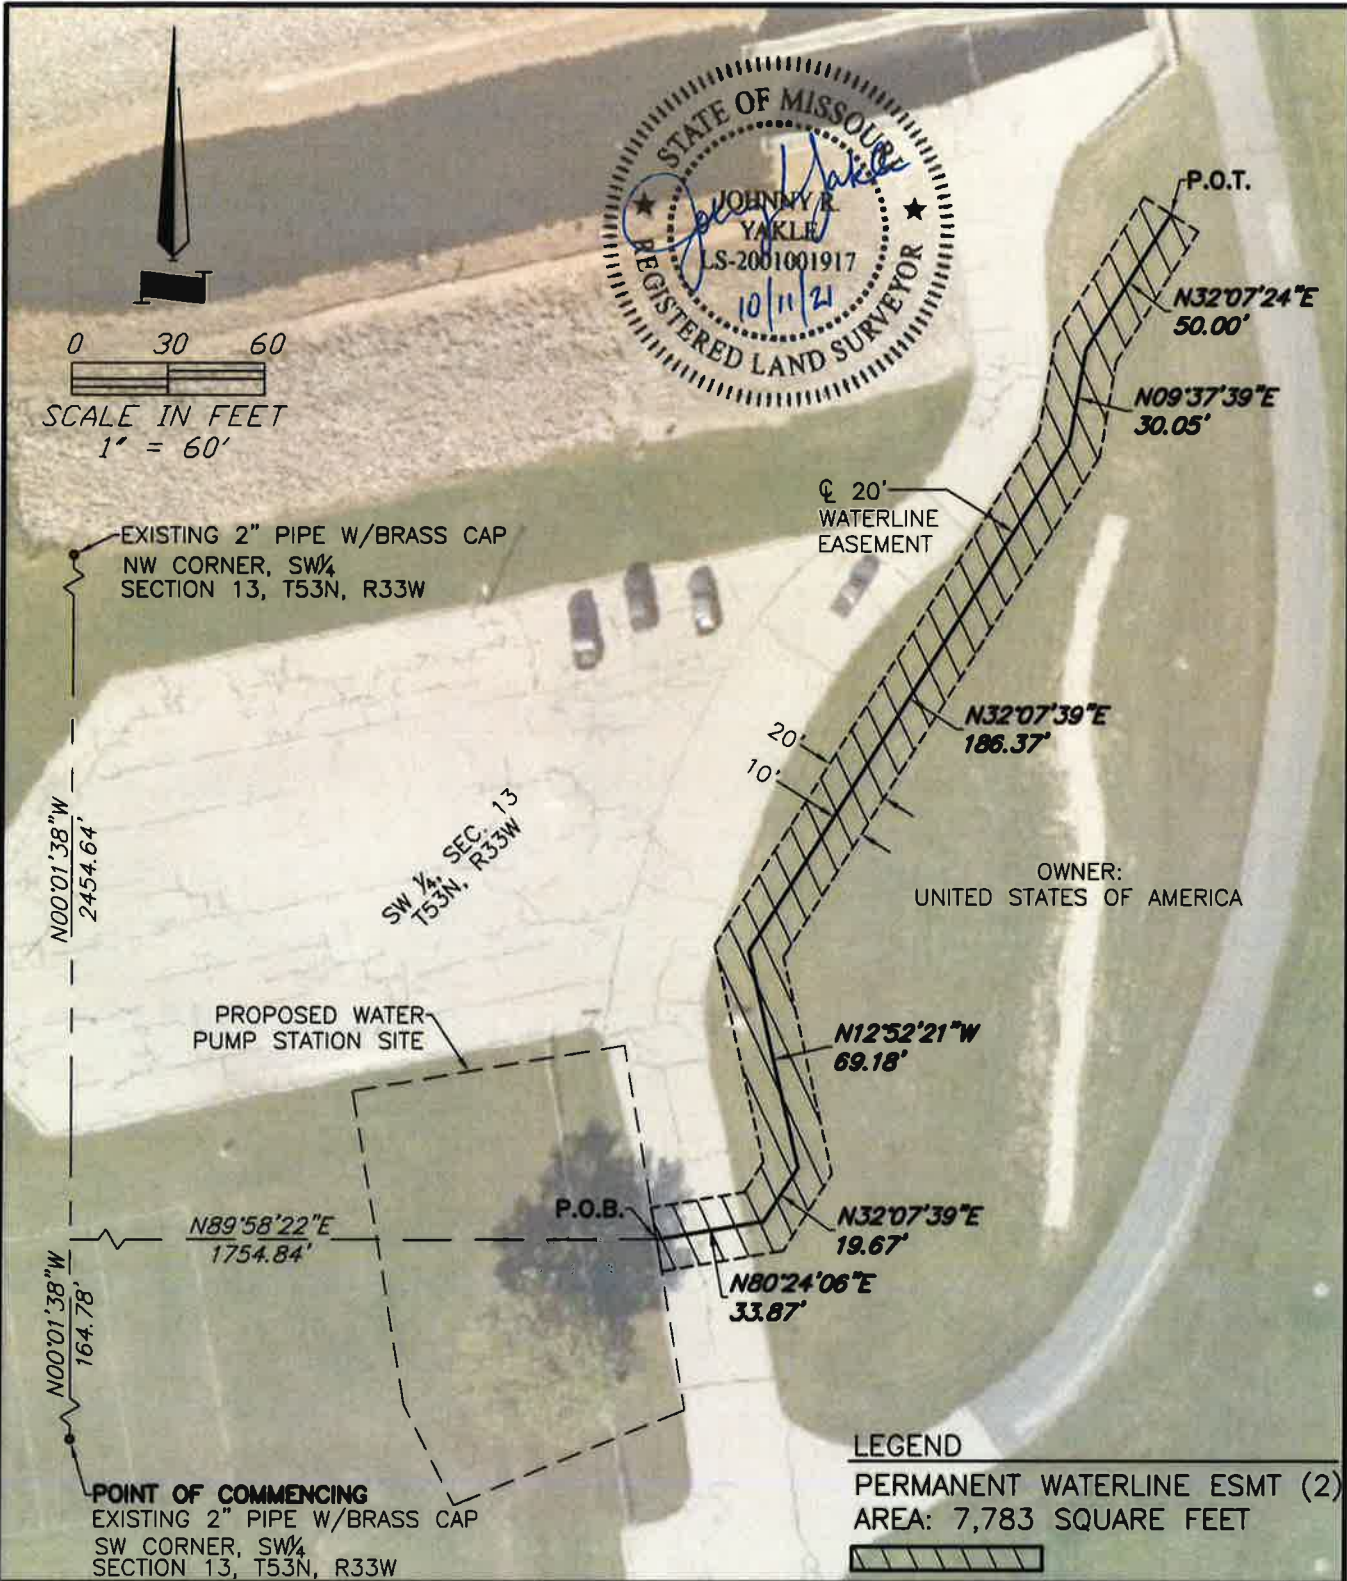 STATE OF MISSOURI
JOHNNY R.
YAKLE
LS-2001001917
10/11/21
REGISTERED LAND SURVEYOR
P.O.T.
N32°07'24"E
50.00'
N09°37'39"E
30.05'
0 30 60
SCALE IN FEET
1" = 60'
℄ 20'
WATERLINE
EASEMENT
EXISTING 2" PIPE W/BRASS CAP
NW CORNER, SW¼
SECTION 13, T53N, R33W
N32°07'39"E
186.37'
20'
10'
N00°01'38"W
2454.64'
SW ¼, SEC. 13
T53N, R33W
OWNER:
UNITED STATES OF AMERICA
PROPOSED WATER
PUMP STATION SITE
N12°52'21"W
69.18'
P.O.B.
N89°58'22"E
1754.84'
N32°07'39"E
19.67'
N80°24'06"E
33.87'
N00°01'38"W
164.78'
POINT OF COMMENCING
EXISTING 2" PIPE W/BRASS CAP
SW CORNER, SW¼
SECTION 13, T53N, R33W
LEGEND
PERMANENT WATERLINE ESMT (2)
AREA: 7,783 SQUARE FEET